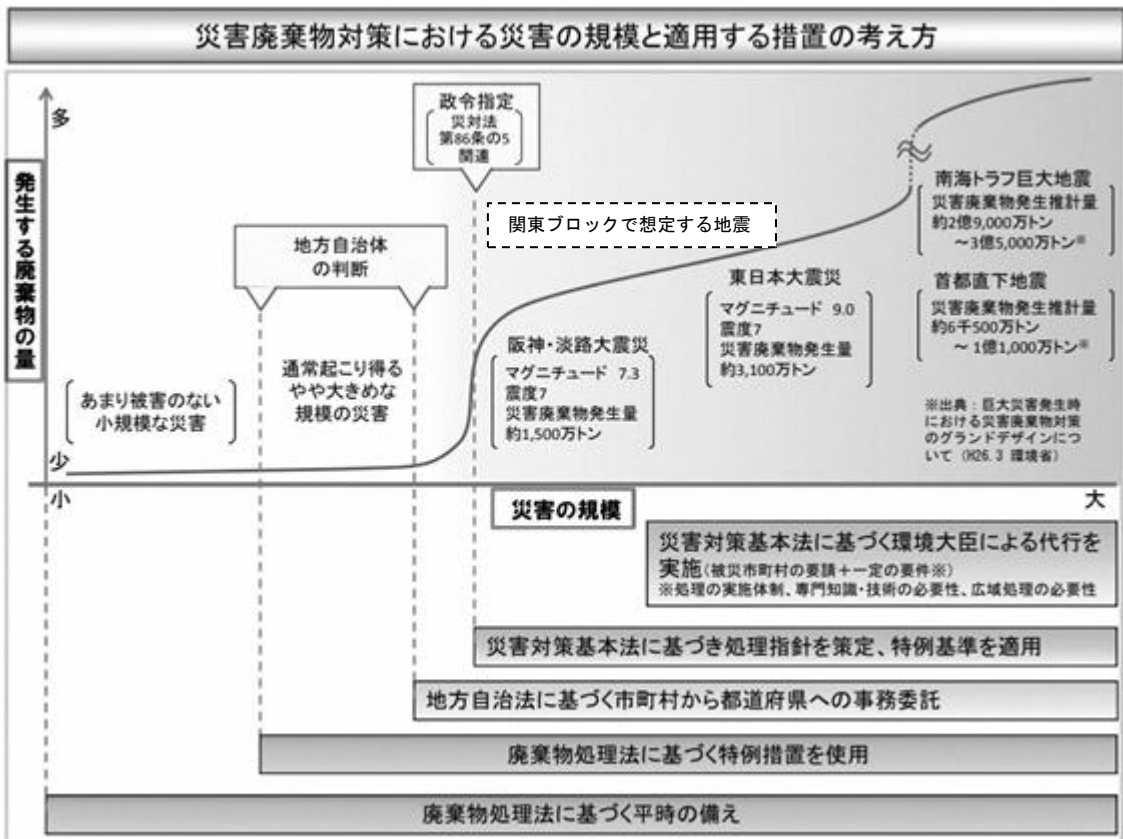 災害廃棄物対策における災害の規模と適用する措置の考え方
多
発生する廃棄物の量
少
小
政令指定
災対法
第86条の5
関連
地方自治体
の判断
関東ブロックで想定する地震
あまり被害のない
小規模な災害
通常起こり得る
やや大きめな
規模の災害
阪神・淡路大震災
マグニチュード 7.3
震度7
災害廃棄物発生量
約1,500万トン
東日本大震災
マグニチュード 9.0
震度7
災害廃棄物発生量
約3,100万トン
南海トラフ巨大地震
災害廃棄物発生推計量
約2億9,000万トン
～3億5,000万トン※
首都直下地震
災害廃棄物発生推計量
約6千500万トン
～ 1億1,000万トン※
※出典：巨大災害発生時
における災害廃棄物対策
のグランドデザインにつ
いて（H26.3 環境省）
災害の規模
大
災害対策基本法に基づく環境大臣による代行を
実施(被災市町村の要請＋一定の要件※)
※処理の実施体制、専門知識・技術の必要性、広域処理の必要性
災害対策基本法に基づき処理指針を策定、特例基準を適用
地方自治法に基づく市町村から都道府県への事務委託
廃棄物処理法に基づく特例措置を使用
廃棄物処理法に基づく平時の備え